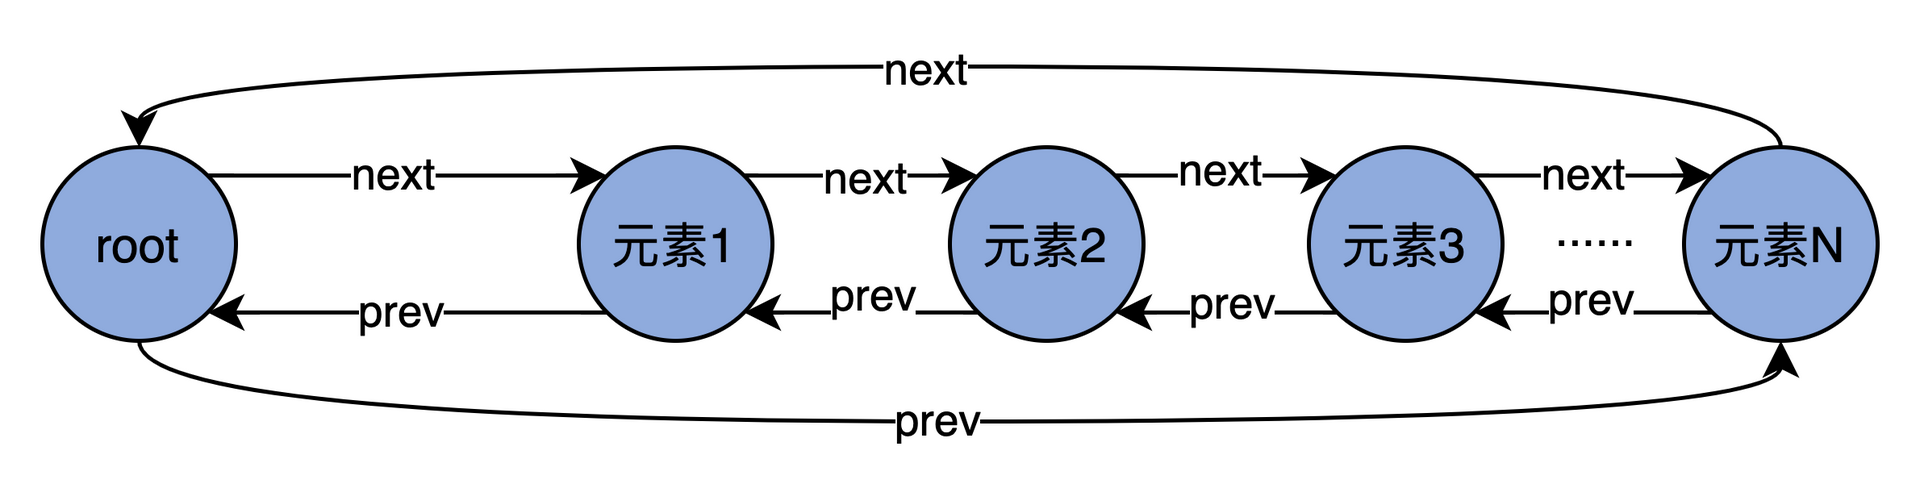 next
next
next
next
next
root
元素1
元素2
元素3
......
元素N
prev
prev
prev
prev
prev